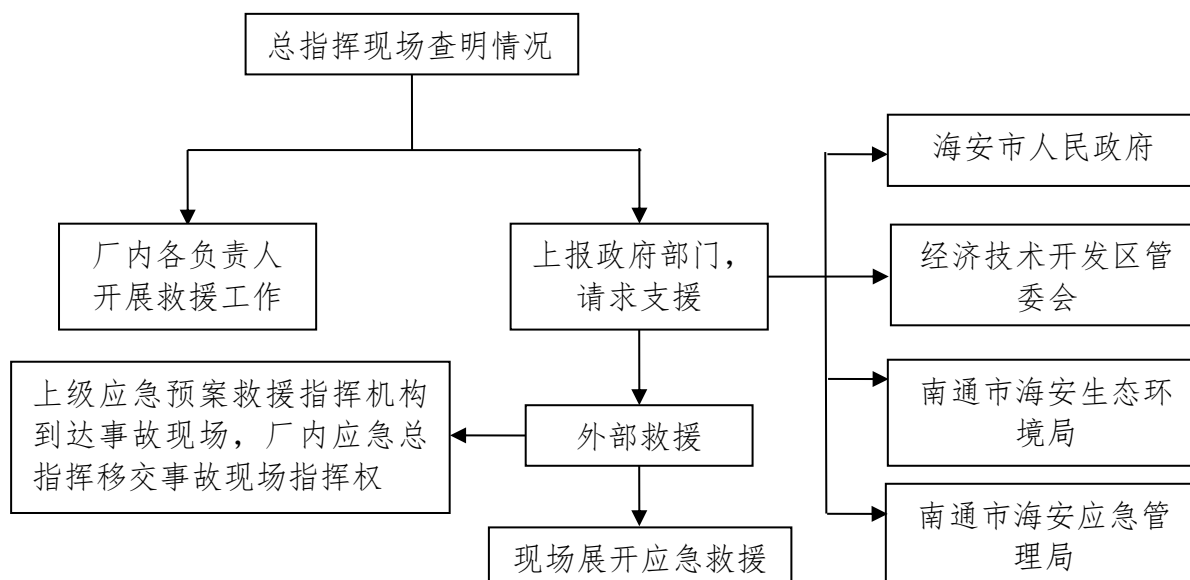 总指挥现场查明情况
海安市人民政府
厂内各负责人
开展救援工作
上报政府部门，
请求支援
经济技术开发区管
委会
上级应急预案救援指挥机构
到达事故现场，厂内应急总
指挥移交事故现场指挥权
外部救援
南通市海安生态环
境局
现场展开应急救援
南通市海安应急管
理局